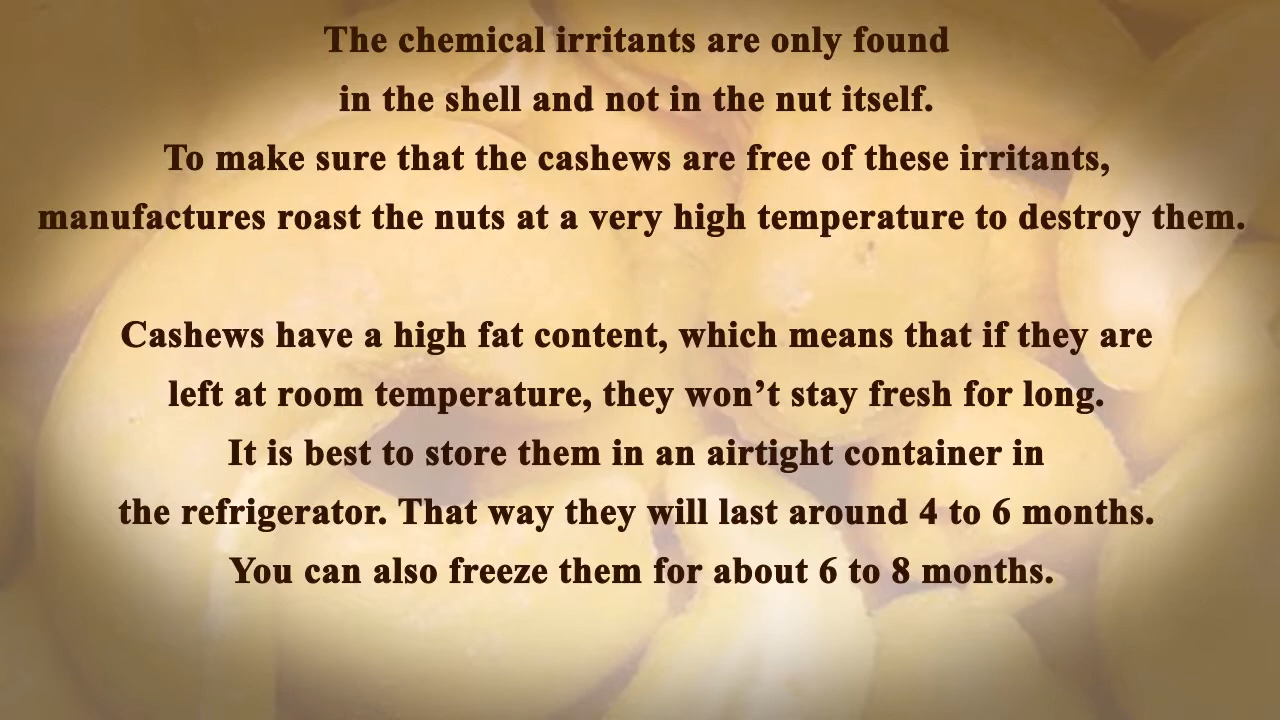 The chemical irritants are only found
in the shell and not in the nut itself.
To make sure that the cashews are free of these irritants,
manufactures roast the nuts at a very high temperature to destroy them.
Cashews have a high fat content, which means that if they are
left at room temperature, they won’t stay fresh for long.
It is best to store them in an airtight container in
the refrigerator. That way they will last around 4 to 6 months.
You can also freeze them for about 6 to 8 months.